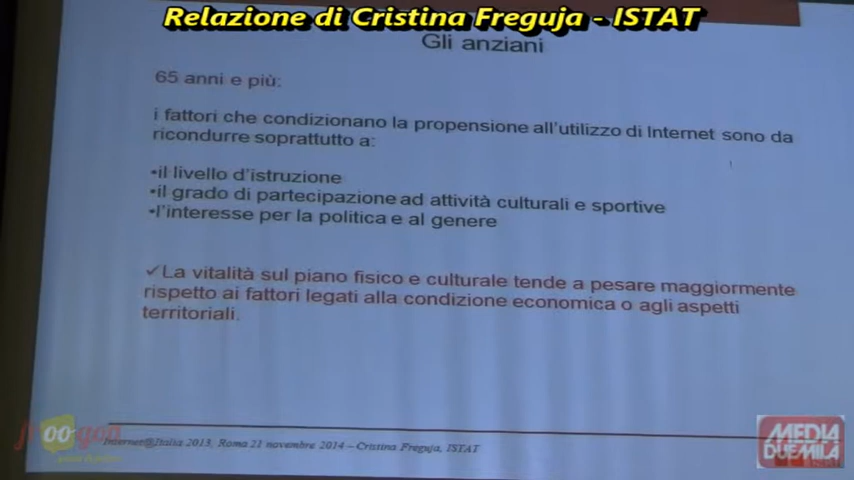 Relazione di Cristina Freguja - ISTAT
Gli anziani
65 anni e più:
i fattori che condizionano la propensione all'utilizzo di Internet sono da
ricondurre soprattutto a:
•il livello d'istruzione
•il grado di partecipazione ad attività culturali e sportive
•l'interesse per la politica e al genere
✓La vitalità sul piano fisico e culturale tende a pesare maggiormente
rispetto ai fattori legati alla condizione economica o agli aspetti
territoriali.
Internet@Italia 2013, Roma 21 novembre 2014 – Cristina Freguja, ISTAT
MEDIA
DUEMILA